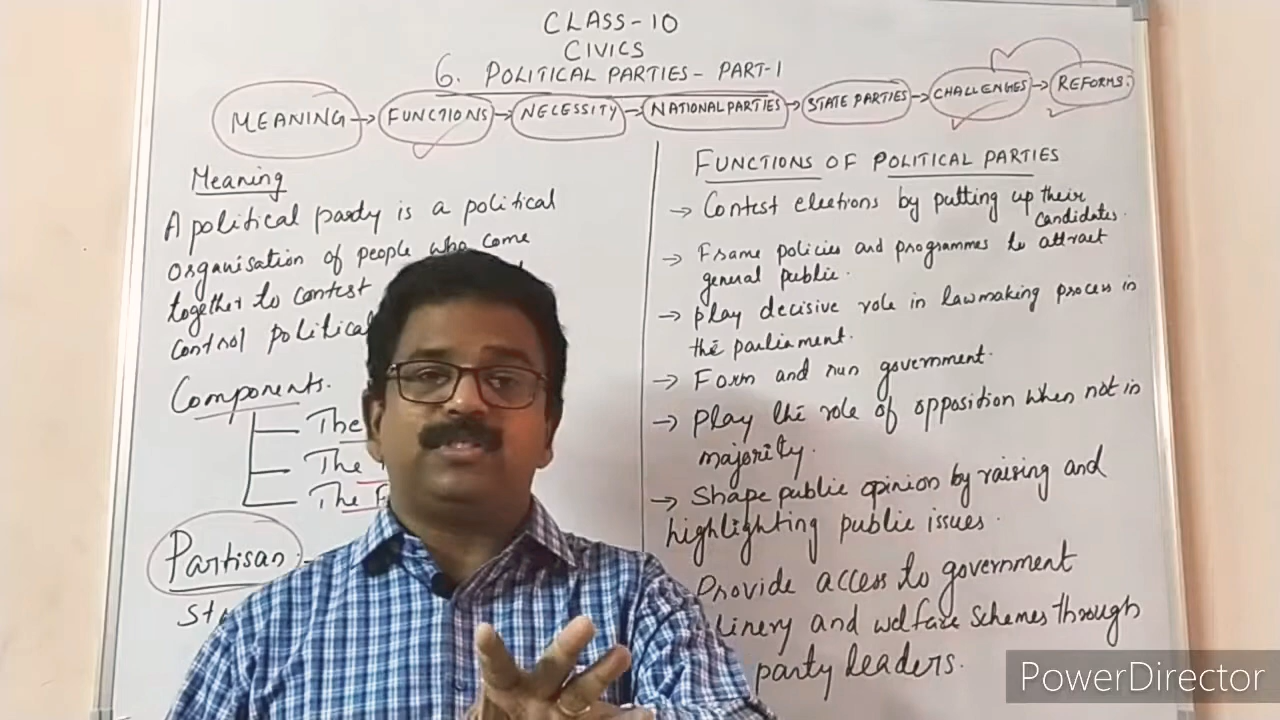 CLASS-10
CIVICS
6. POLITICAL PARTIES- PART-1
MEANING → FUNCTIONS → NECESSITY → NATIONAL PARTIES → STATE PARTIES → CHALLENGES → REFORMS.
Meaning
A political party is a political
organisation of people who come
together to contest
control political
Components.
The
The
The
Partisan
FUNCTIONS OF POLITICAL PARTIES
→ Contest elections by putting up their
candidates.
→ Frame policies and programmes to attract
general public.
→ play decisive role in lawmaking process in
the parliament.
→ Form and run government.
→ Play the role of opposition when not in
majority.
→ Shape public opinion by raising and
highlighting public issues.
Provide access to government
and welfare schemes through
party leaders.
PowerDirector